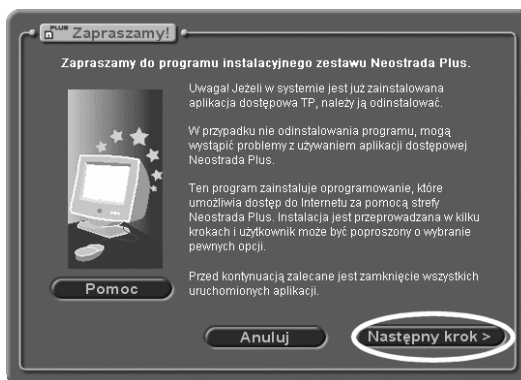 n PLUS Zapraszamy!
Zapraszamy do programu instalacyjnego zestawu Neostrada Plus.
Uwaga! Jeżeli w systemie jest już zainstalowana
aplikacja dostępowa TP, należy ją odinstalować.
W przypadku nie odinstalowania programu, mogą
wystąpić problemy z używaniem aplikacji dostępowej
Neostrada Plus.
Ten program zainstaluje oprogramowanie, które
umożliwia dostęp do Internetu za pomocą strefy
Neostrada Plus. Instalacja jest przeprowadzana w kilku
krokach i użytkownik może być poproszony o wybranie
pewnych opcji.
Przed kontynuacją zalecane jest zamknięcie wszystkich
uruchomionych aplikacji.
Pomoc
Anuluj
Następny krok >